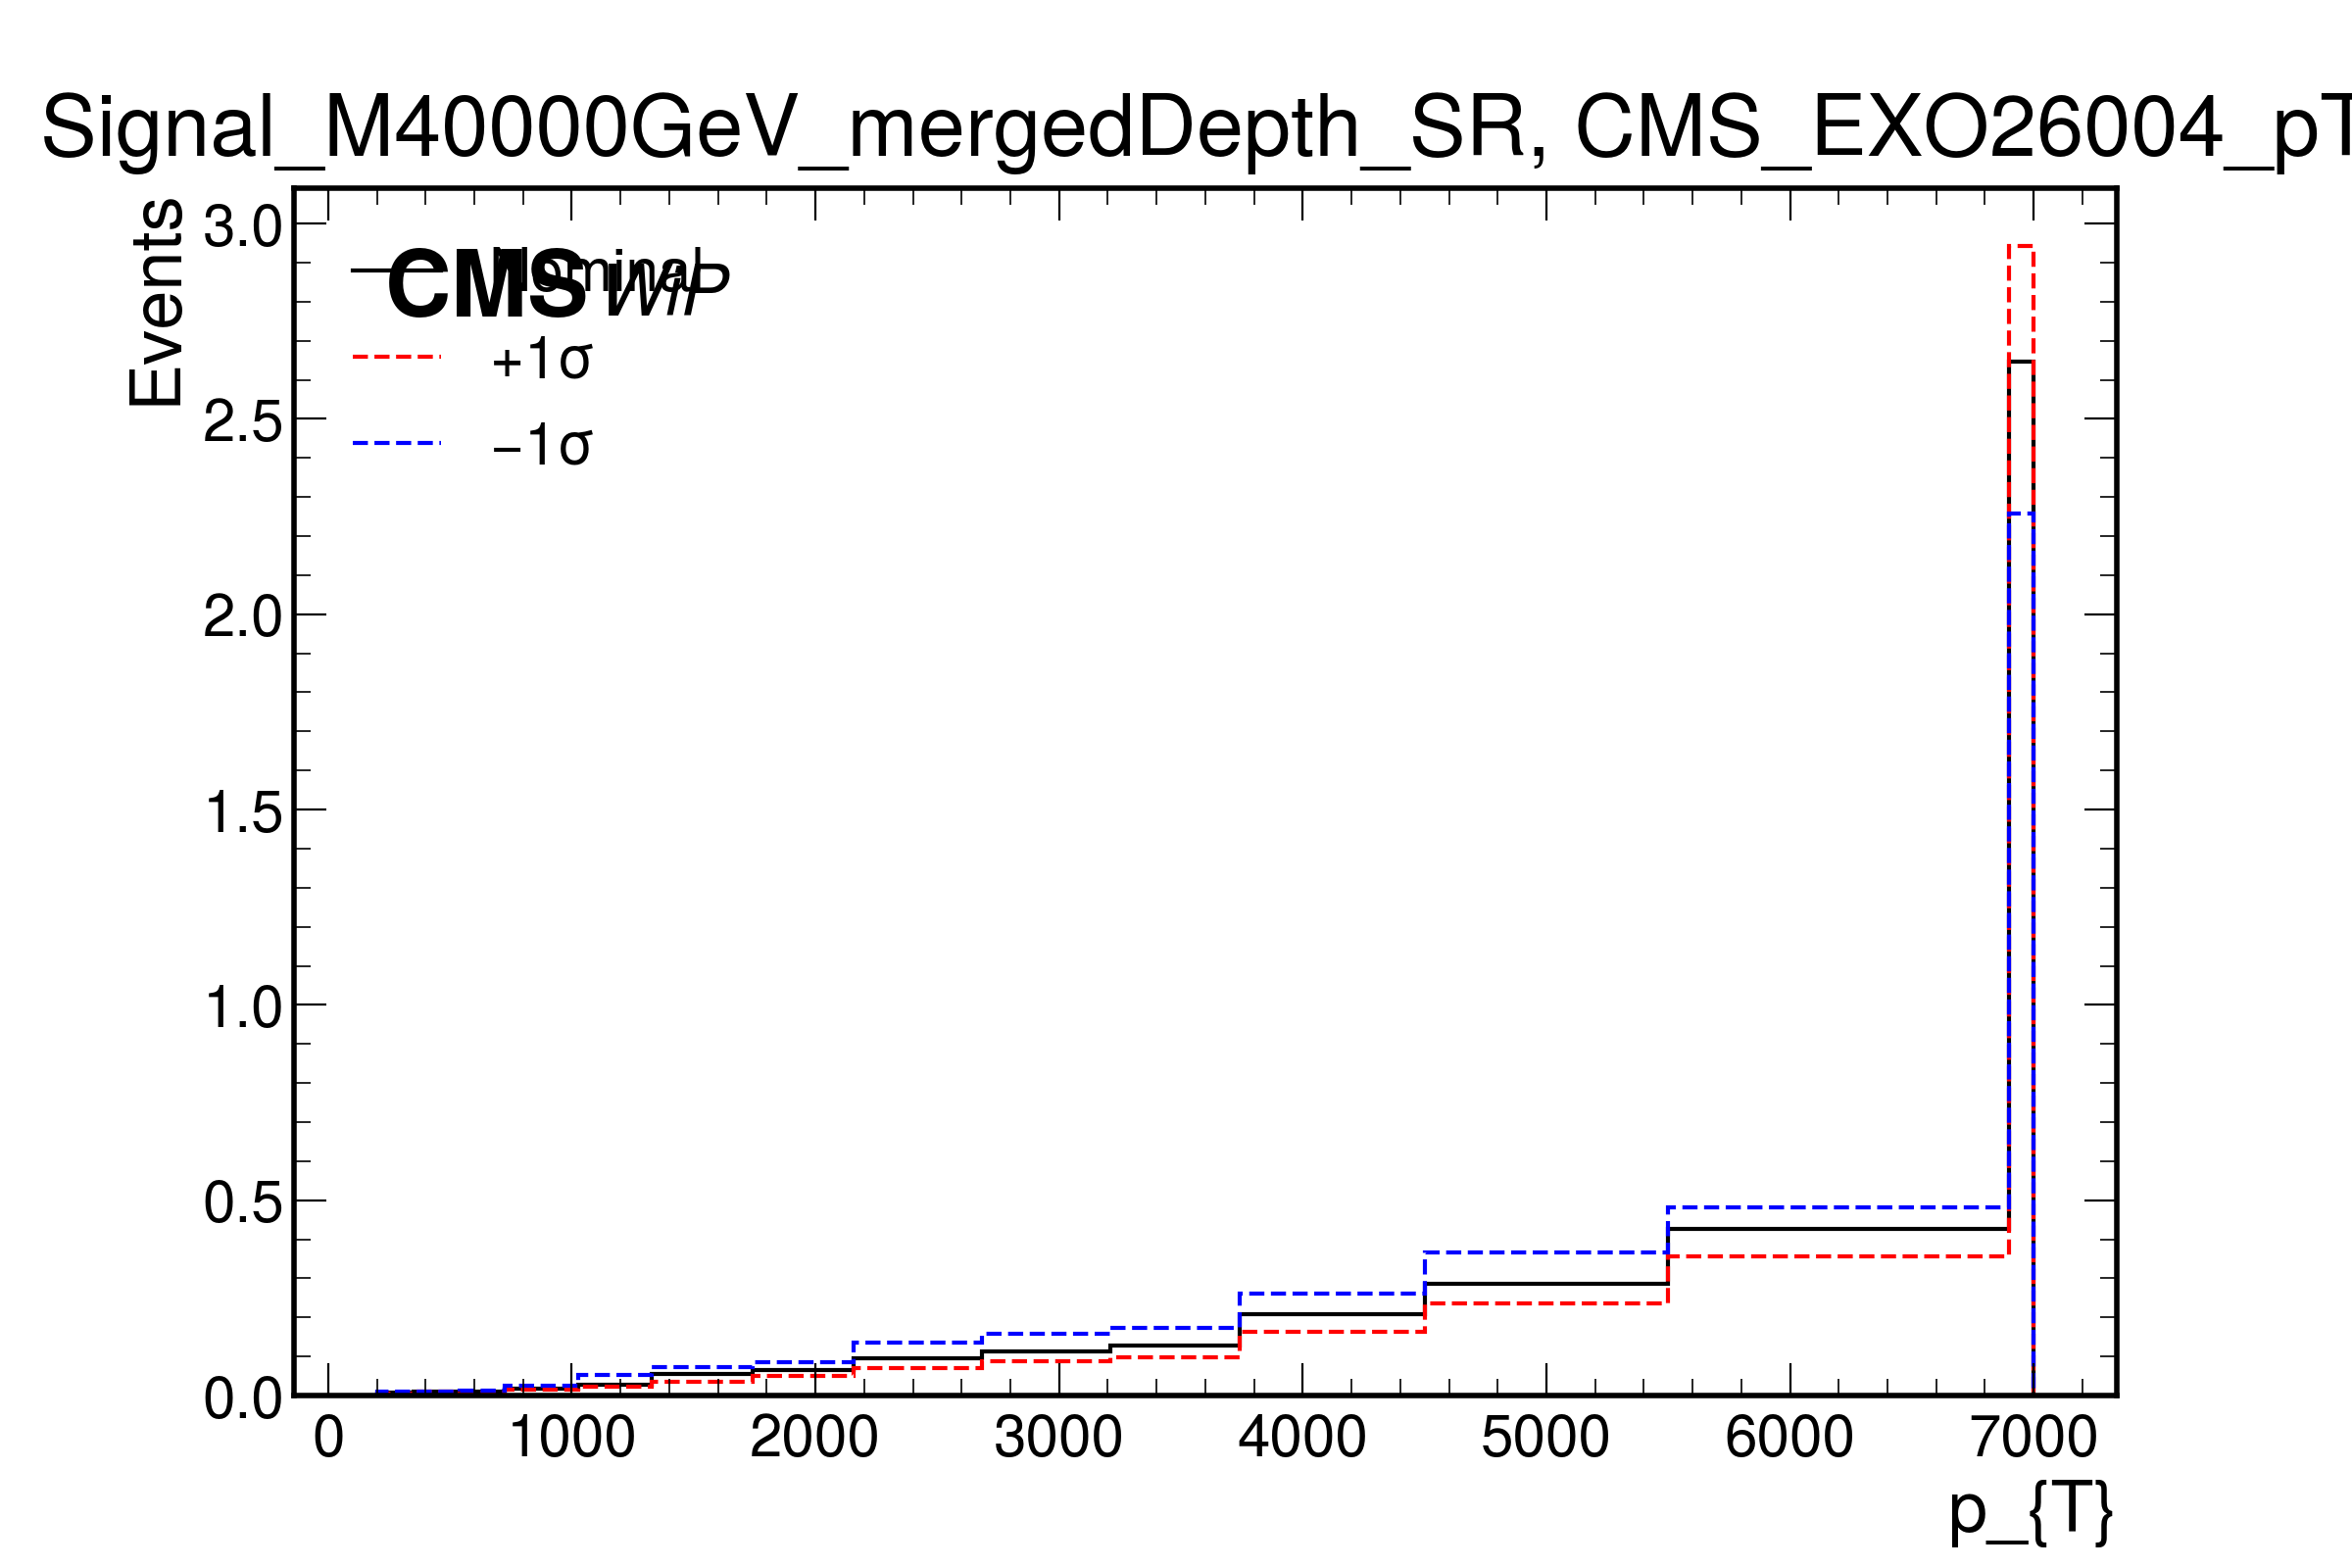 Signal_M40000GeV_mergedDepth_SR, CMS_EXO26004_pT
Events
3.0
2.5
2.0
1.5
1.0
0.5
0.0
Nominal
CMS WiP
+1σ
−1σ
0 1000 2000 3000 4000 5000 6000 7000
p_{T}